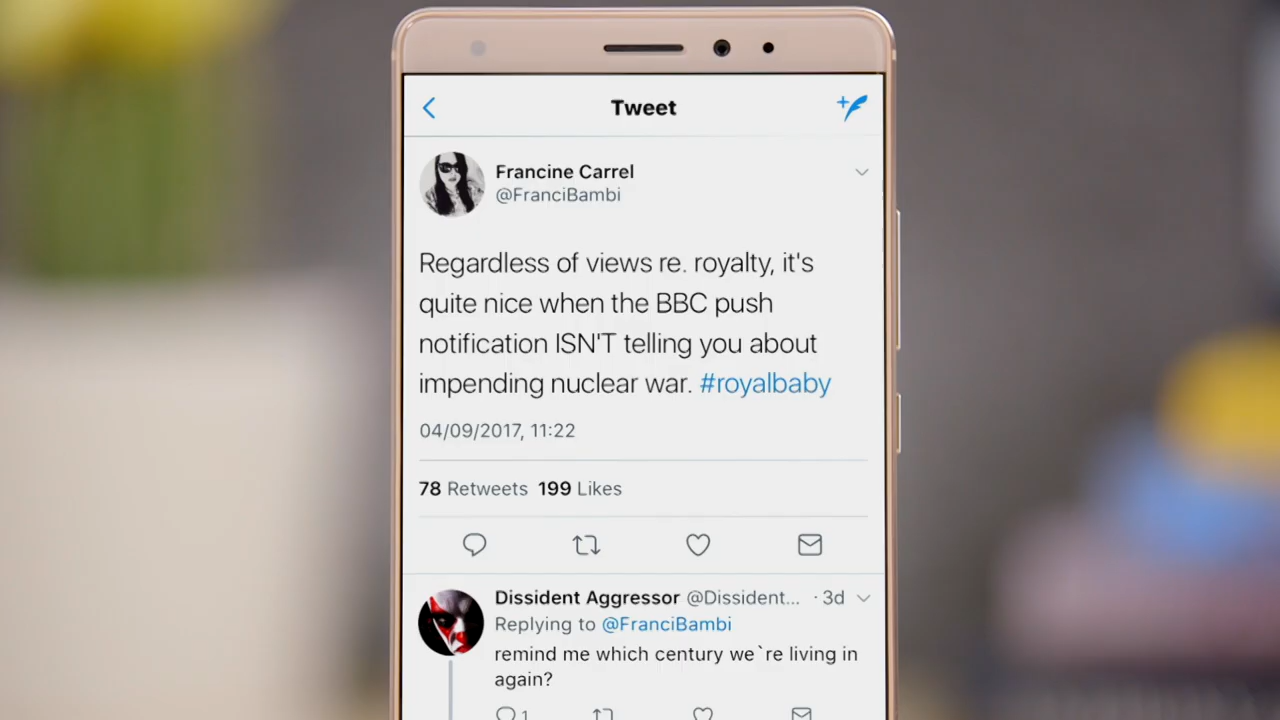 Tweet
Francine Carrel
@FranciBambi
Regardless of views re. royalty, it's
quite nice when the BBC push
notification ISN'T telling you about
impending nuclear war. #royalbaby
04/09/2017, 11:22
78 Retweets 199 Likes
Dissident Aggressor @Dissident... · 3d
Replying to @FranciBambi
remind me which century we`re living in
again?
1